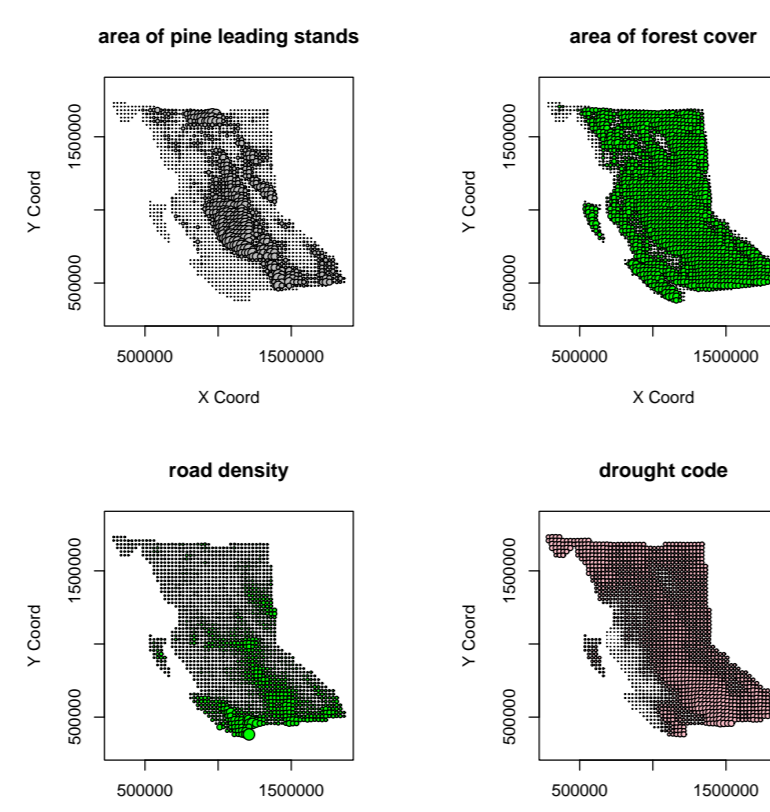 area of pine leading stands
1500000
500000
Y Coord
500000 1500000
X Coord
area of forest cover
1500000
500000
Y Coord
500000 1500000
X Coord
road density
1500000
500000
Y Coord
500000 1500000
drought code
1500000
500000
Y Coord
500000 1500000